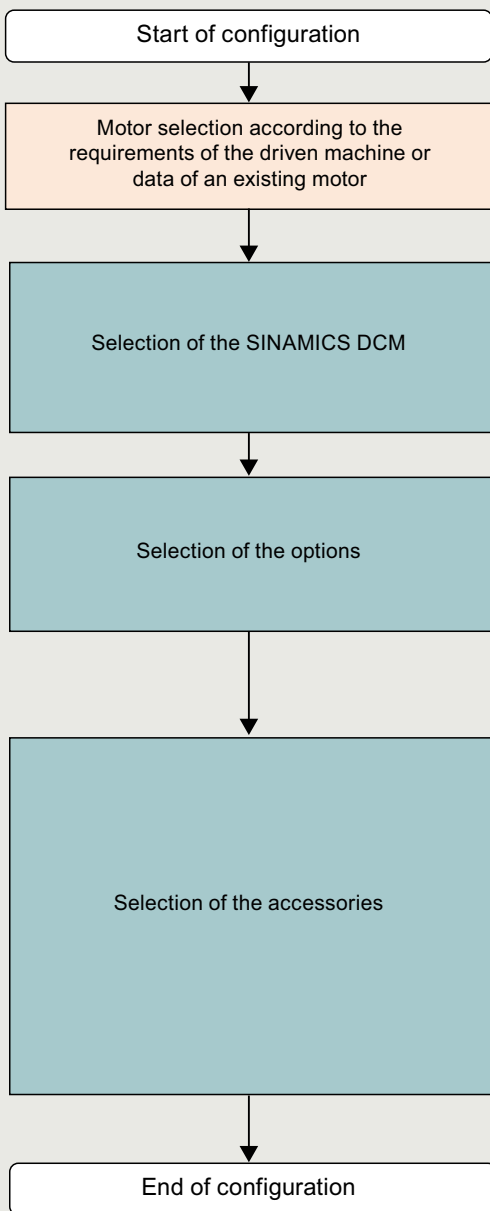 Start of configuration
Motor selection according to the
requirements of the driven machine or
data of an existing motor
Selection of the SINAMICS DCM
Selection of the options
Selection of the accessories
End of configuration